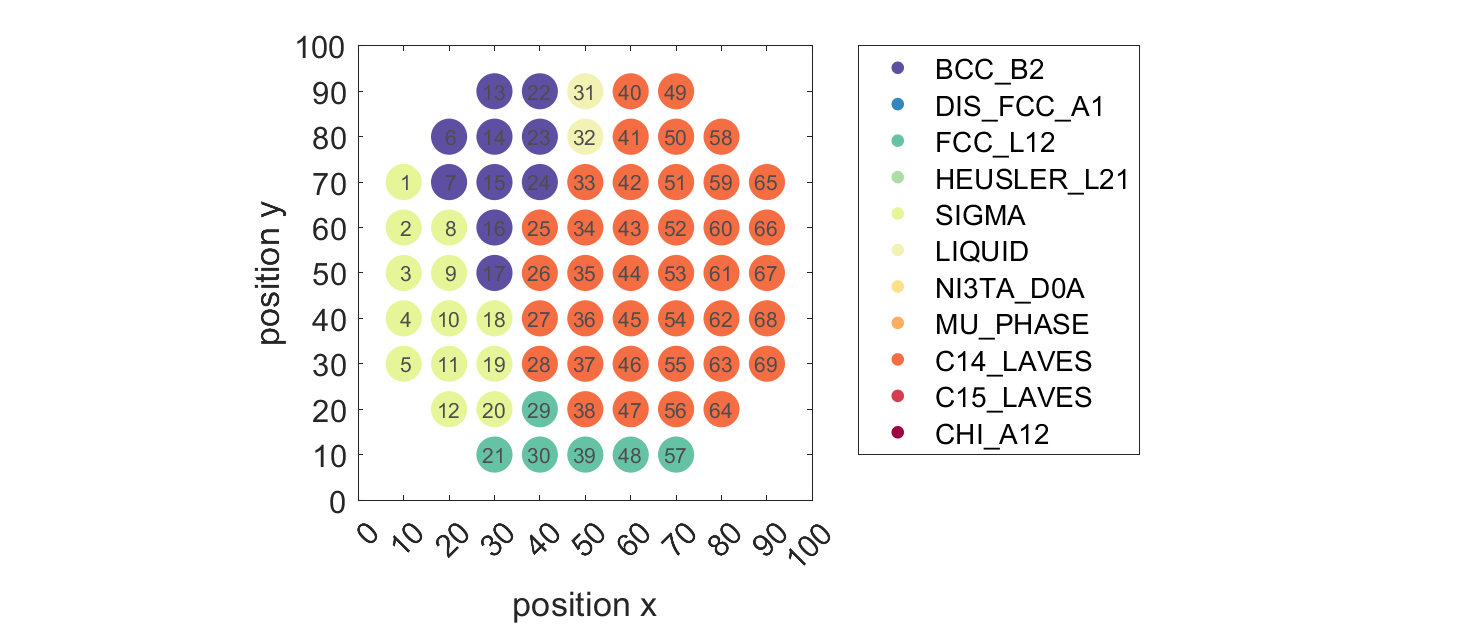 100
90
80
70
60
50
40
30
20
10
0
position y
13 22 31 40 49
6 14 23 32 41 50 58
1 7 15 24 33 42 51 59 65
2 8 16 25 34 43 52 60 66
3 9 17 26 35 44 53 61 67
4 10 18 27 36 45 54 62 68
5 11 19 28 37 46 55 63 69
12 20 29 38 47 56 64
21 30 39 48 57
0 10 20 30 40 50 60 70 80 90 100
position x
BCC_B2
DIS_FCC_A1
FCC_L12
HEUSLER_L21
SIGMA
LIQUID
NI3TA_D0A
MU_PHASE
C14_LAVES
C15_LAVES
CHI_A12